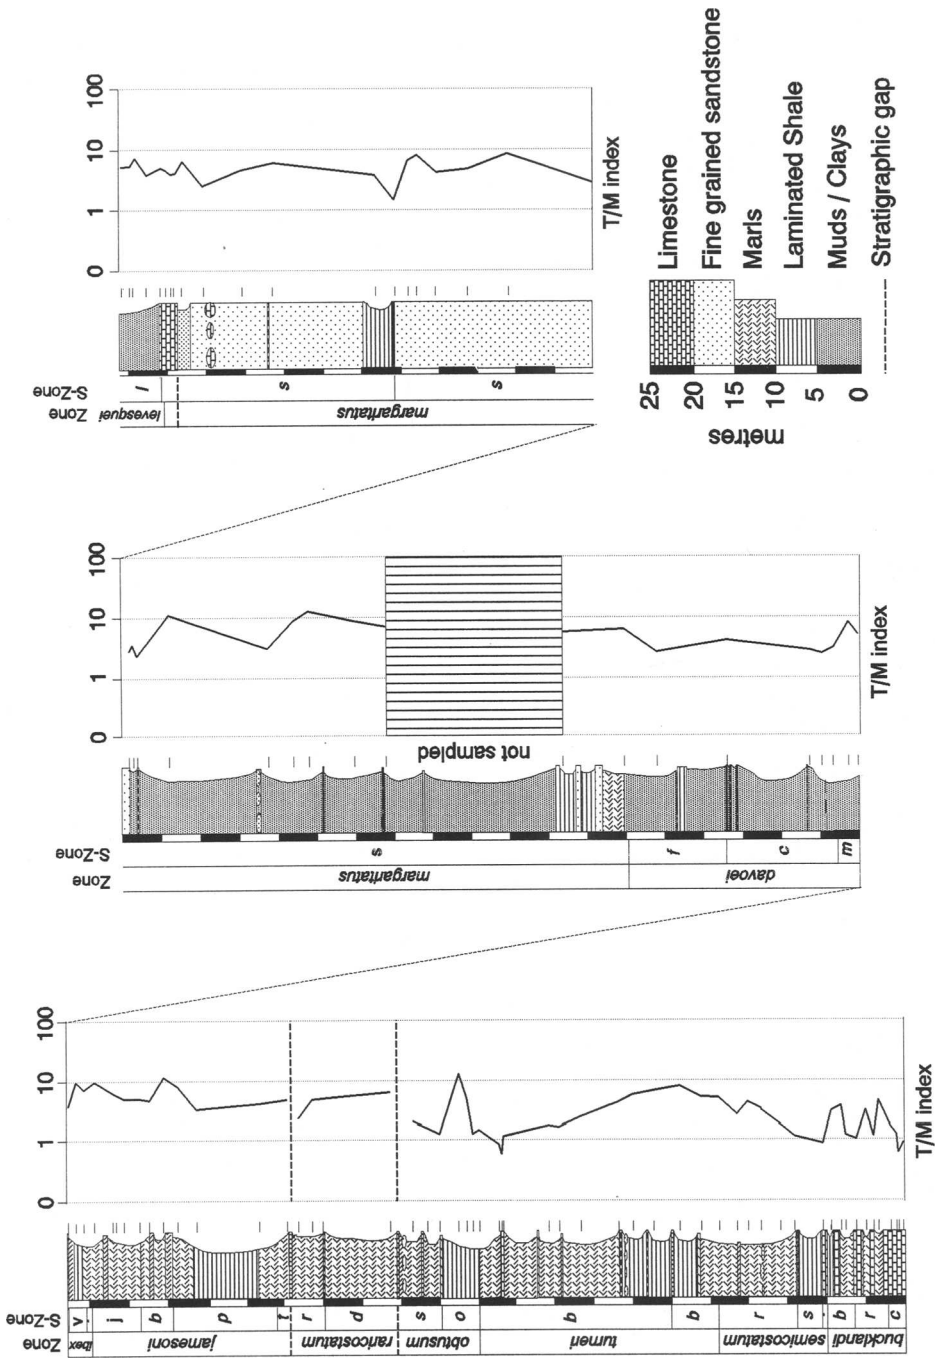 100
10
1
0
T/M index
Zone
S-Zone
levesquei
l
margaritatus
s
s
metres
25
20
15
10
5
0
Limestone
Fine grained sandstone
Marls
Laminated Shale
Muds / Clays
Stratigraphic gap
100
10
1
0
T/M index
not sampled
Zone
S-Zone
margaritatus
s
davoei
f
c
m
100
10
1
0
T/M index
Zone
S-Zone
ibex
v
jamesoni
j
b
p
t
raricostatum
r
d
obtusum
s
o
turneri
b
b
semicostatum
r
s
bucklandi
b
r
c